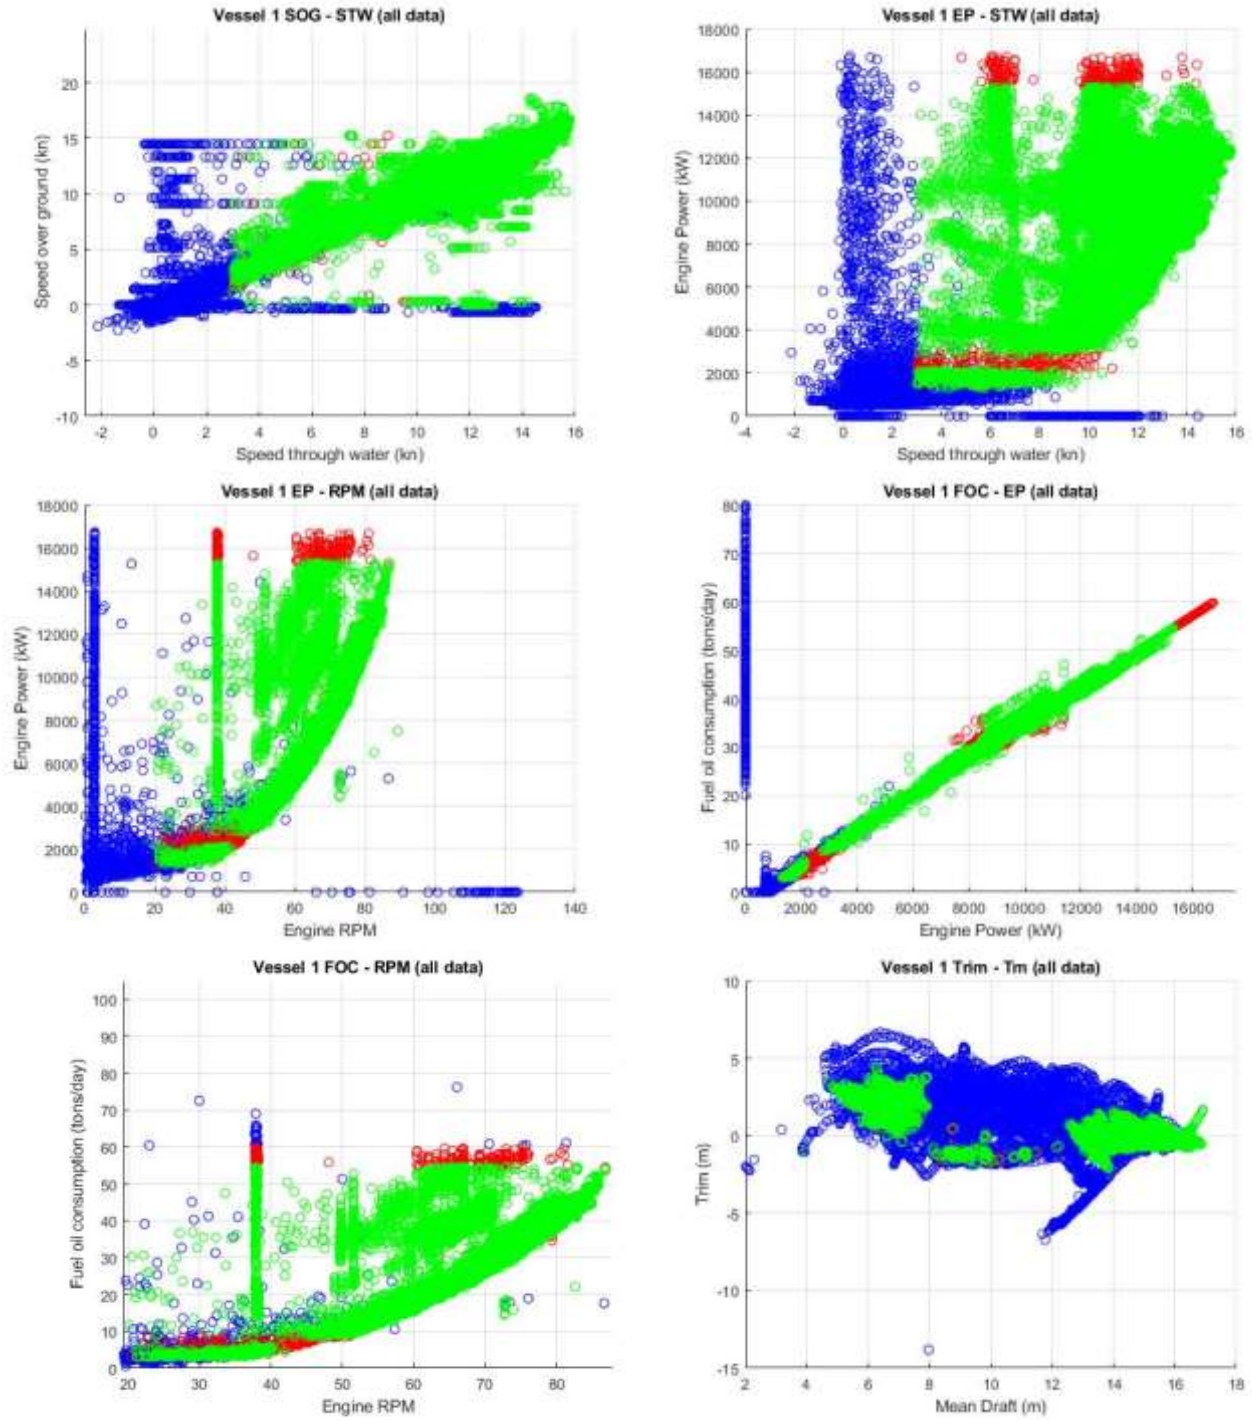 Vessel 1 SOG - STW (all data)
Speed over ground (kn)
20
15
10
5
0
-5
-10
-2 0 2 4 6 8 10 12 14 16
Speed through water (kn)
Vessel 1 EP - STW (all data)
Engine Power (kW)
18000
16000
14000
12000
10000
8000
6000
4000
2000
0
-4 -2 0 2 4 6 8 10 12 14 16
Speed through water (kn)
Vessel 1 EP - RPM (all data)
Engine Power (kW)
18000
16000
14000
12000
10000
8000
6000
4000
2000
0
0 20 40 60 80 100 120 140
Engine RPM
Vessel 1 FOC - EP (all data)
Fuel oil consumption (tons/day)
80
70
60
50
40
30
20
10
0
0 2000 4000 6000 8000 10000 12000 14000 16000
Engine Power (kW)
Vessel 1 FOC - RPM (all data)
Fuel oil consumption (tons/day)
100
90
80
70
60
50
40
30
20
10
0
20 30 40 50 60 70 80
Engine RPM
Vessel 1 Trim - Tm (all data)
Trim (m)
10
5
0
-5
-10
-15
2 4 6 8 10 12 14 16 18
Mean Draft (m)